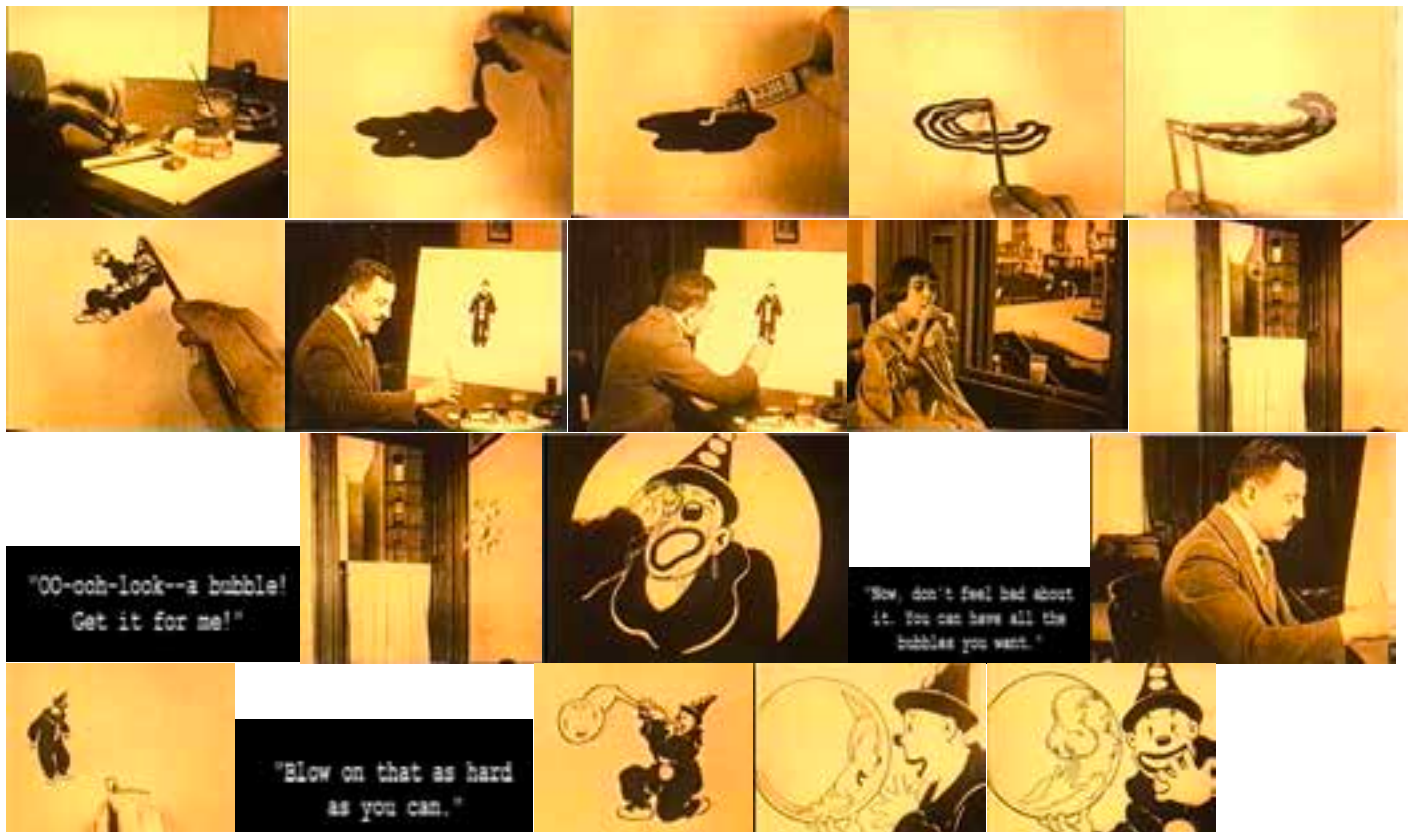 "OO-ooh-look--a bubble!
Get it for me!"
"Now, don't feel bad about
it. You can have all the
bubbles you want."
"Blow on that as hard
as you can."